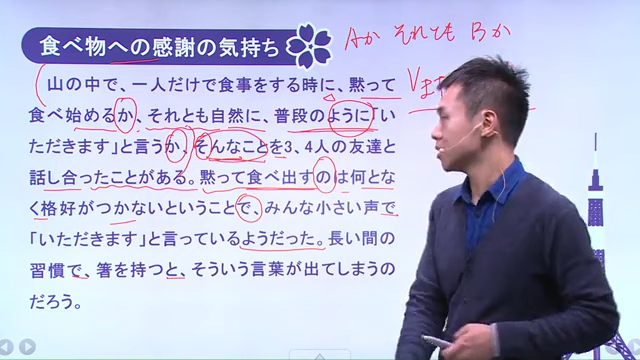 食べ物への感謝の気持ち
Aか それとも Bか
山の中で、一人だけで食事をする時に、黙って
食べ始めるか、それとも自然に、普段のように「い
ただきます」と言うか、そんなことを3、4人の友達と
話し合ったことがある。黙って食べ出すのは何とな
く格好がつかないということで、みんな小さい声で
「いただきます」と言っているようだった。長い間の
習慣で、箸を持つと、そういう言葉が出てしまうの
だろう。